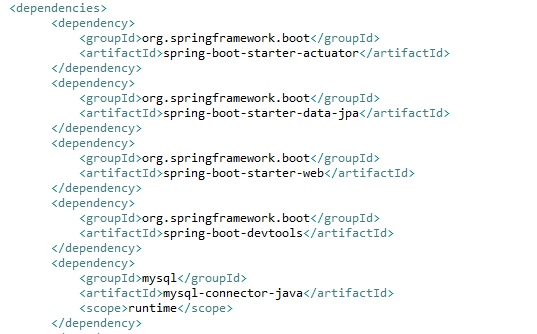 <dependencies>
<dependency>
<groupId>org.springframework.boot</groupId>
<artifactId>spring-boot-starter-actuator</artifactId>
</dependency>
<dependency>
<groupId>org.springframework.boot</groupId>
<artifactId>spring-boot-starter-data-jpa</artifactId>
</dependency>
<dependency>
<groupId>org.springframework.boot</groupId>
<artifactId>spring-boot-starter-web</artifactId>
</dependency>
<dependency>
<groupId>org.springframework.boot</groupId>
<artifactId>spring-boot-devtools</artifactId>
</dependency>
<dependency>
<groupId>mysql</groupId>
<artifactId>mysql-connector-java</artifactId>
<scope>runtime</scope>
</dependency>